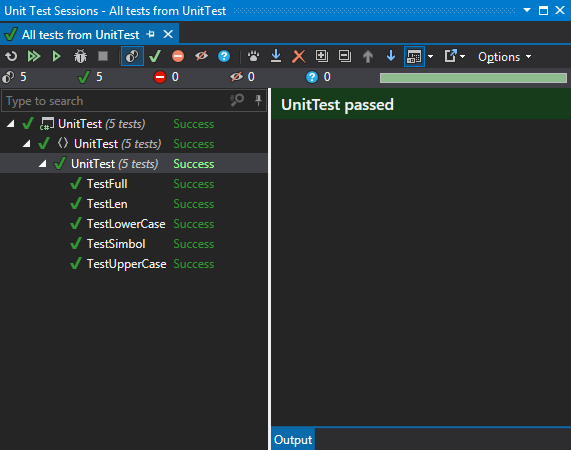 Unit Test Sessions - All tests from UnitTest
All tests from UnitTest
Options
5 5 0 0 0
Type to search
UnitTest passed
C# UnitTest (5 tests) Success
UnitTest (5 tests) Success
UnitTest (5 tests) Success
TestFull Success
TestLen Success
TestLowerCase Success
TestSimbol Success
TestUpperCase Success
Output